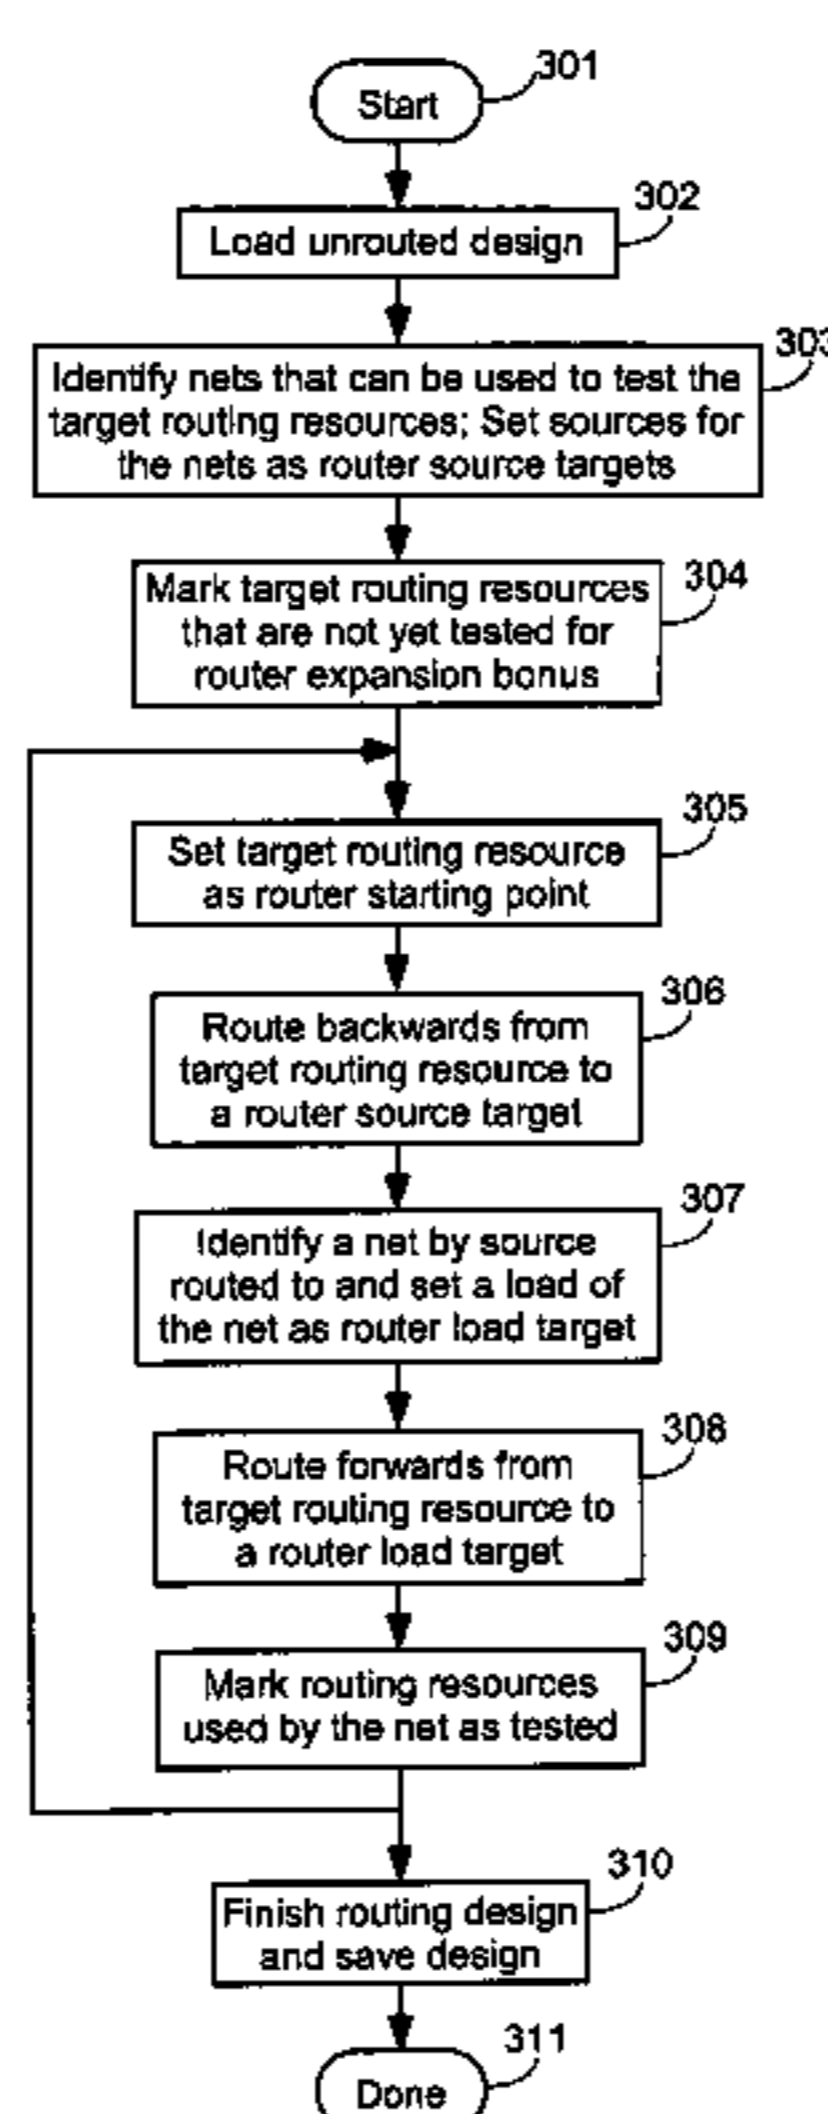 301
Start
302
Load unrouted design
303
Identify nets that can be used to test the
target routing resources; Set sources for
the nets as router source targets
304
Mark target routing resources
that are not yet tested for
router expansion bonus
305
Set target routing resource
as router starting point
306
Route backwards from
target routing resource to
a router source target
307
Identify a net by source
routed to and set a load of
the net as router load target
308
Route forwards from
target routing resource to
a router load target
309
Mark routing resources
used by the net as tested
310
Finish routing design
and save design
311
Done